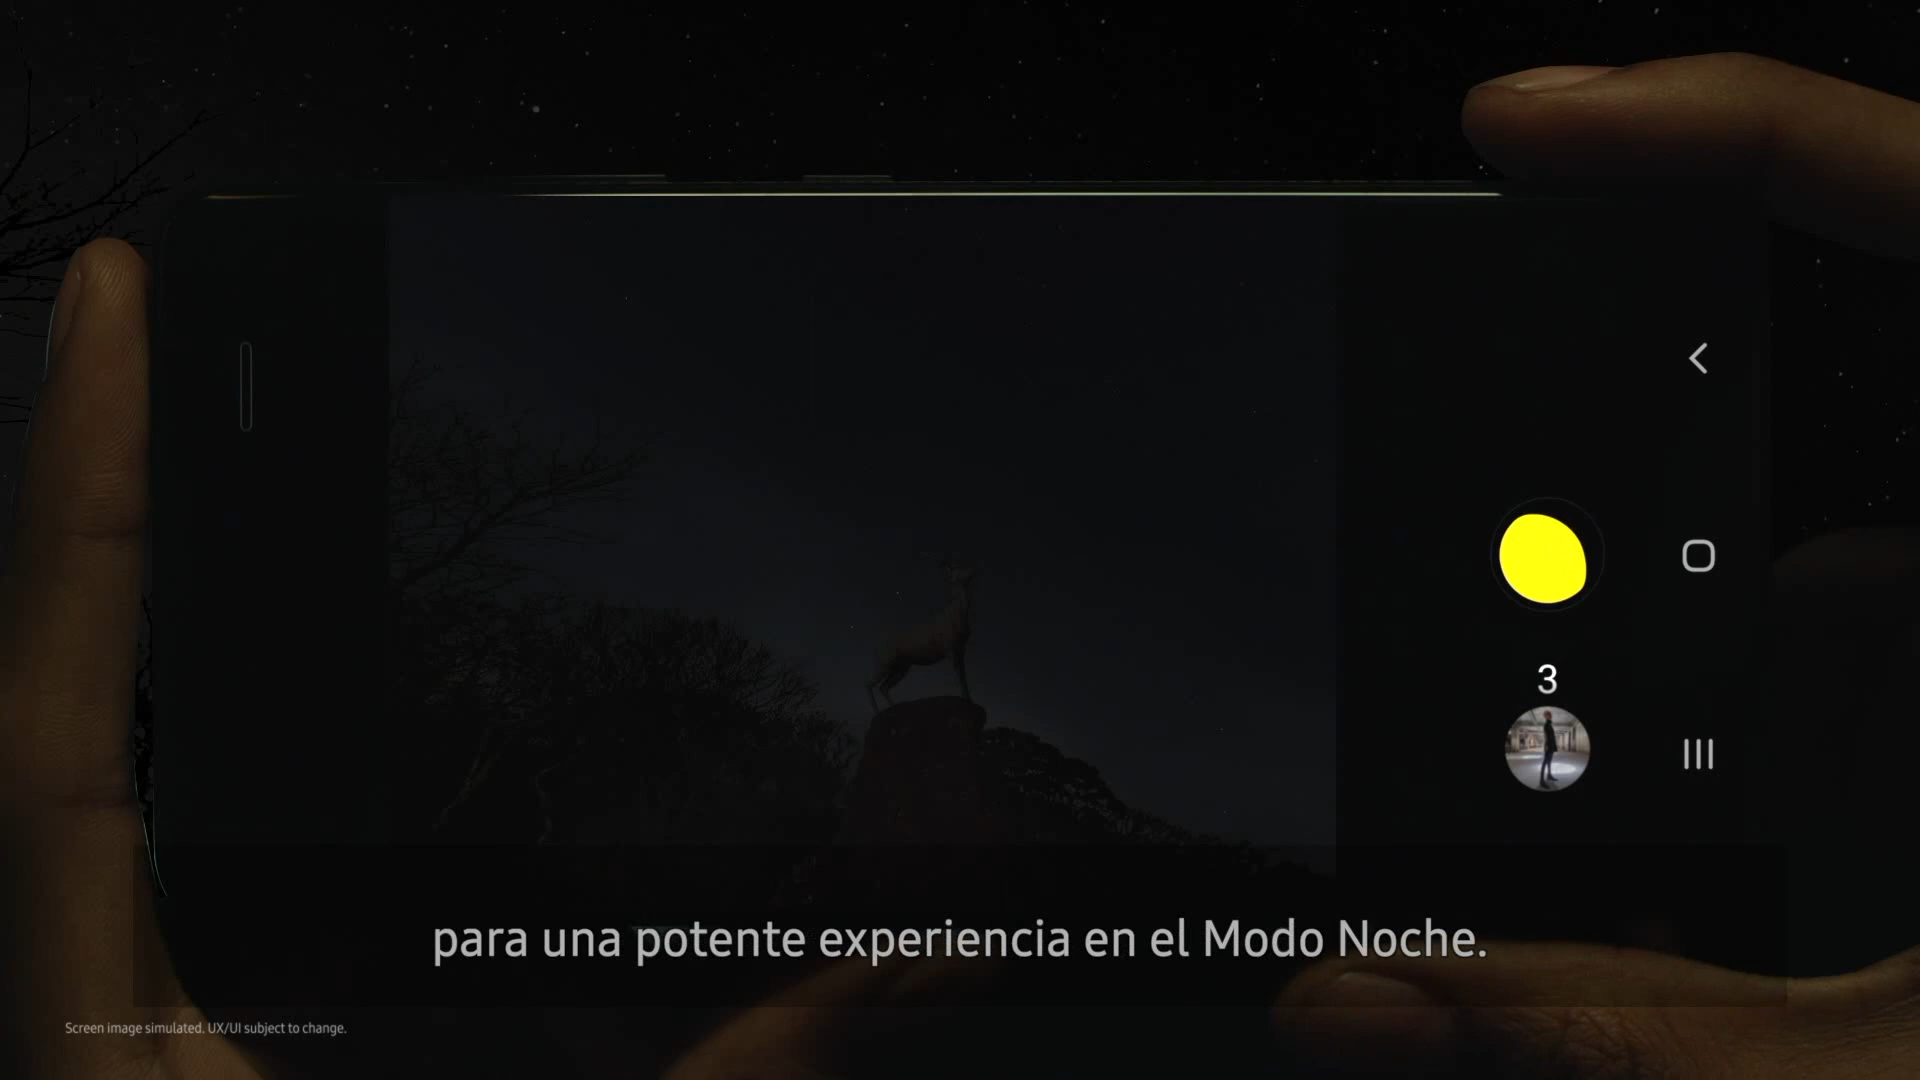 3
para una potente experiencia en el Modo Noche.
Screen image simulated. UX/UI subject to change.